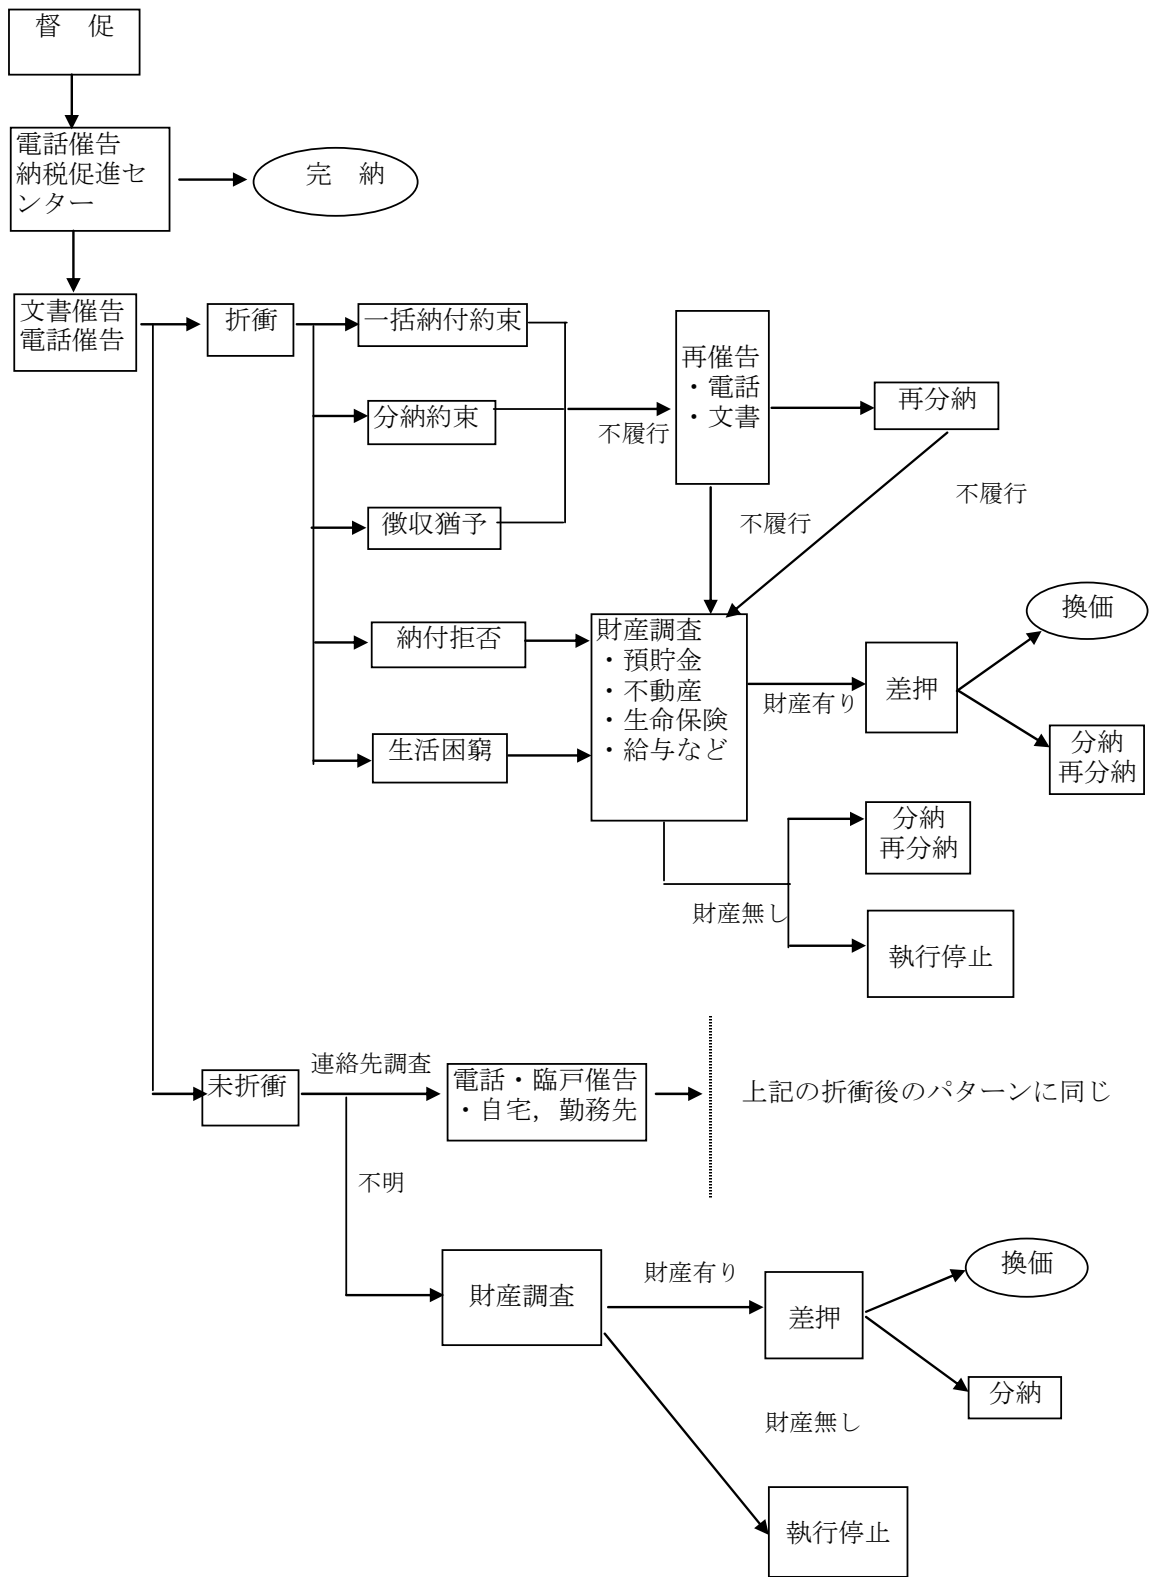 督　促
電話催告
納税促進セ
ンター
完　納
文書催告
電話催告
折衝
一括納付約束
分納約束
徴収猶予
納付拒否
生活困窮
不履行
再催告
・電話
・文書
再分納
不履行
不履行
財産調査
・預貯金
・不動産
・生命保険
・給与など
財産有り
差押
換価
分納
再分納
財産無し
分納
再分納
執行停止
未折衝
連絡先調査
電話・臨戸催告
・自宅，勤務先
上記の折衝後のパターンに同じ
不明
財産調査
財産有り
差押
換価
分納
財産無し
執行停止